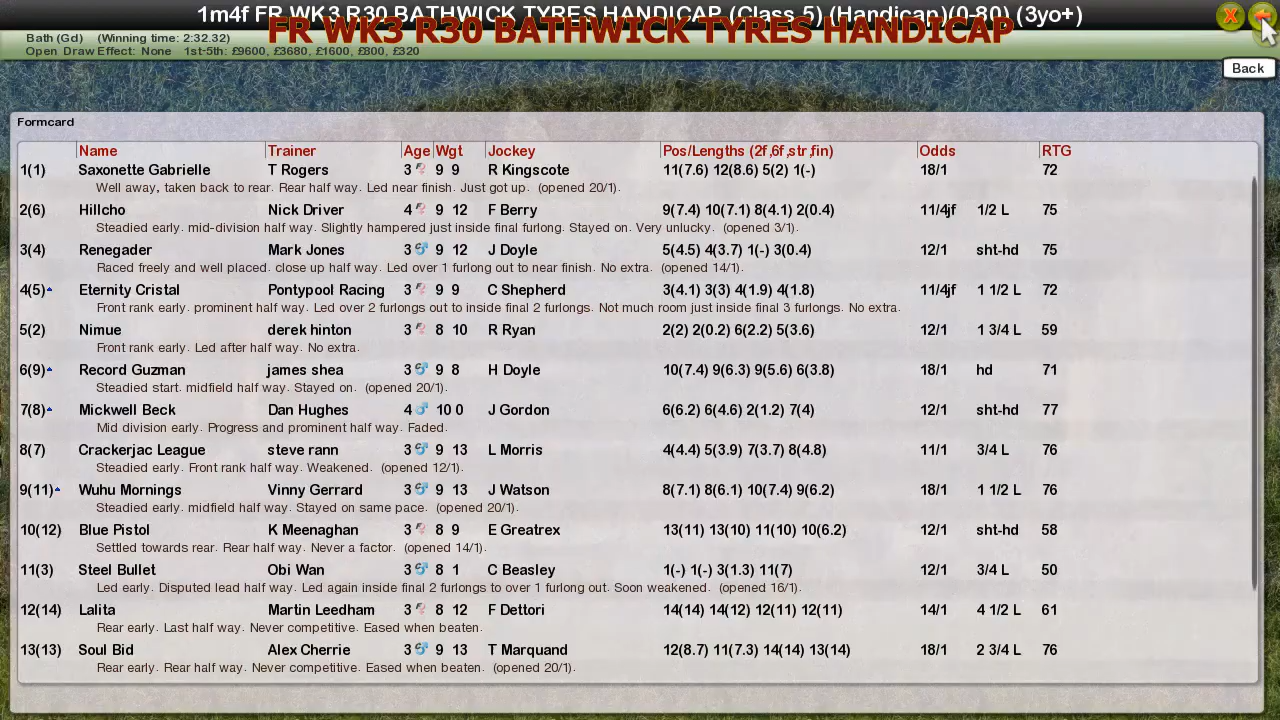 1m4f FR WK3 R30 BATHWICK TYRES HANDICAP (Class 5) (Handicap)(0-80) (3yo+)
FR WK3 R30 BATHWICK TYRES HANDICAP
Bath (Gd) (Winning time: 2:32.32)
Open Draw Effect: None 1st-5th: £9600, £3680, £1600, £800, £320
Back
Formcard
Name Trainer Age Wgt Jockey Pos/Lengths (2f,6f,str,fin) Odds RTG
1(1) Saxonette Gabrielle T Rogers 3 9 9 R Kingscote 11(7.6) 12(8.6) 5(2) 1(-) 18/1 72
Well away, taken back to rear. Rear half way. Led near finish. Just got up. (opened 20/1).
2(6) Hillcho Nick Driver 4 9 12 F Berry 9(7.4) 10(7.1) 8(4.1) 2(0.4) 11/4jf 1/2 L 75
Steadied early. mid-division half way. Slightly hampered just inside final furlong. Stayed on. Very unlucky. (opened 3/1).
3(4) Renegader Mark Jones 3 9 12 J Doyle 5(4.5) 4(3.7) 1(-) 3(0.4) 12/1 sht-hd 75
Raced freely and well placed. close up half way. Led over 1 furlong out to near finish. No extra. (opened 14/1).
4(5) Eternity Cristal Pontypool Racing 3 9 9 C Shepherd 3(4.1) 3(3) 4(1.9) 4(1.8) 11/4jf 1 1/2 L 72
Front rank early. prominent half way. Led over 2 furlongs out to inside final 2 furlongs. Not much room just inside final 3 furlongs. No extra.
5(2) Nimue derek hinton 3 8 10 R Ryan 2(2) 2(0.2) 6(2.2) 5(3.6) 12/1 1 3/4 L 59
Front rank early. Led after half way. No extra.
6(9) Record Guzman james shea 3 9 8 H Doyle 10(7.4) 9(6.3) 9(5.6) 6(3.8) 18/1 hd 71
Steadied start. midfield half way. Stayed on. (opened 20/1).
7(8) Mickwell Beck Dan Hughes 4 10 0 J Gordon 6(6.2) 6(4.6) 2(1.2) 7(4) 12/1 sht-hd 77
Mid division early. Progress and prominent half way. Faded.
8(7) Crackerjac League steve rann 3 9 13 L Morris 4(4.4) 5(3.9) 7(3.7) 8(4.8) 11/1 3/4 L 76
Steadied early. Front rank half way. Weakened. (opened 12/1).
9(11) Wuhu Mornings Vinny Gerrard 3 9 13 J Watson 8(7.1) 8(6.1) 10(7.4) 9(6.2) 18/1 1 1/2 L 76
Steadied early. midfield half way. Stayed on same pace. (opened 20/1).
10(12) Blue Pistol K Meenaghan 3 8 9 E Greatrex 13(11) 13(10) 11(10) 10(6.2) 12/1 sht-hd 58
Settled towards rear. Rear half way. Never a factor. (opened 14/1).
11(3) Steel Bullet Obi Wan 3 8 1 C Beasley 1(-) 1(-) 3(1.3) 11(7) 12/1 3/4 L 50
Led early. Disputed lead half way. Led again inside final 2 furlongs to over 1 furlong out. Soon weakened. (opened 16/1).
12(14) Lalita Martin Leedham 3 8 12 F Dettori 14(14) 14(12) 12(11) 12(11) 14/1 4 1/2 L 61
Rear early. Last half way. Never competitive. Eased when beaten.
13(13) Soul Bid Alex Cherrie 3 9 13 T Marquand 12(8.7) 11(7.3) 14(14) 13(14) 18/1 2 3/4 L 76
Rear early. Rear half way. Never competitive. Eased when beaten. (opened 20/1).